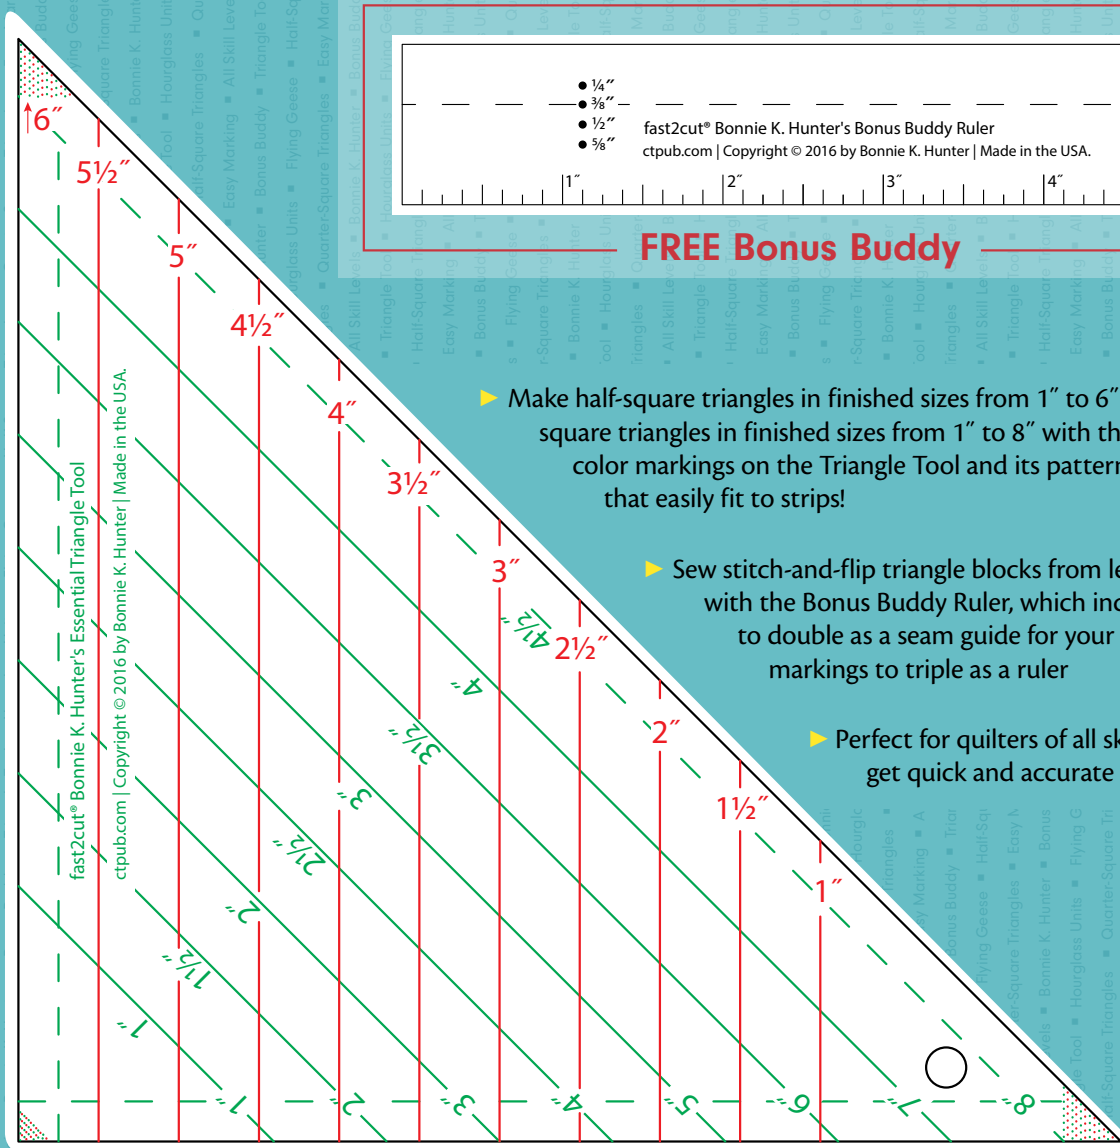 ¼″
⅜″
½″
⅝″
fast2cut® Bonnie K. Hunter's Bonus Buddy Ruler
ctpub.com | Copyright © 2016 by Bonnie K. Hunter | Made in the USA.
1″ 2″ 3″ 4″
FREE Bonus Buddy
6″
5½″
5″
4½″
4″
3½″
3″
2½″
2″
1½″
1″
► Make half-square triangles in finished sizes from 1″ to 6″
square triangles in finished sizes from 1″ to 8″ with th
color markings on the Triangle Tool and its pattern
that easily fit to strips!
► Sew stitch-and-flip triangle blocks from le
with the Bonus Buddy Ruler, which inc
to double as a seam guide for your
markings to triple as a ruler
► Perfect for quilters of all sk
get quick and accurate
fast2cut® Bonnie K. Hunter's Essential Triangle Tool
ctpub.com | Copyright © 2016 by Bonnie K. Hunter | Made in the USA.
4½″
4″
3½″
3″
2½″
2″
1½″
1″
1″ 2″ 3″ 4″ 5″ 6″ 7″ 8″